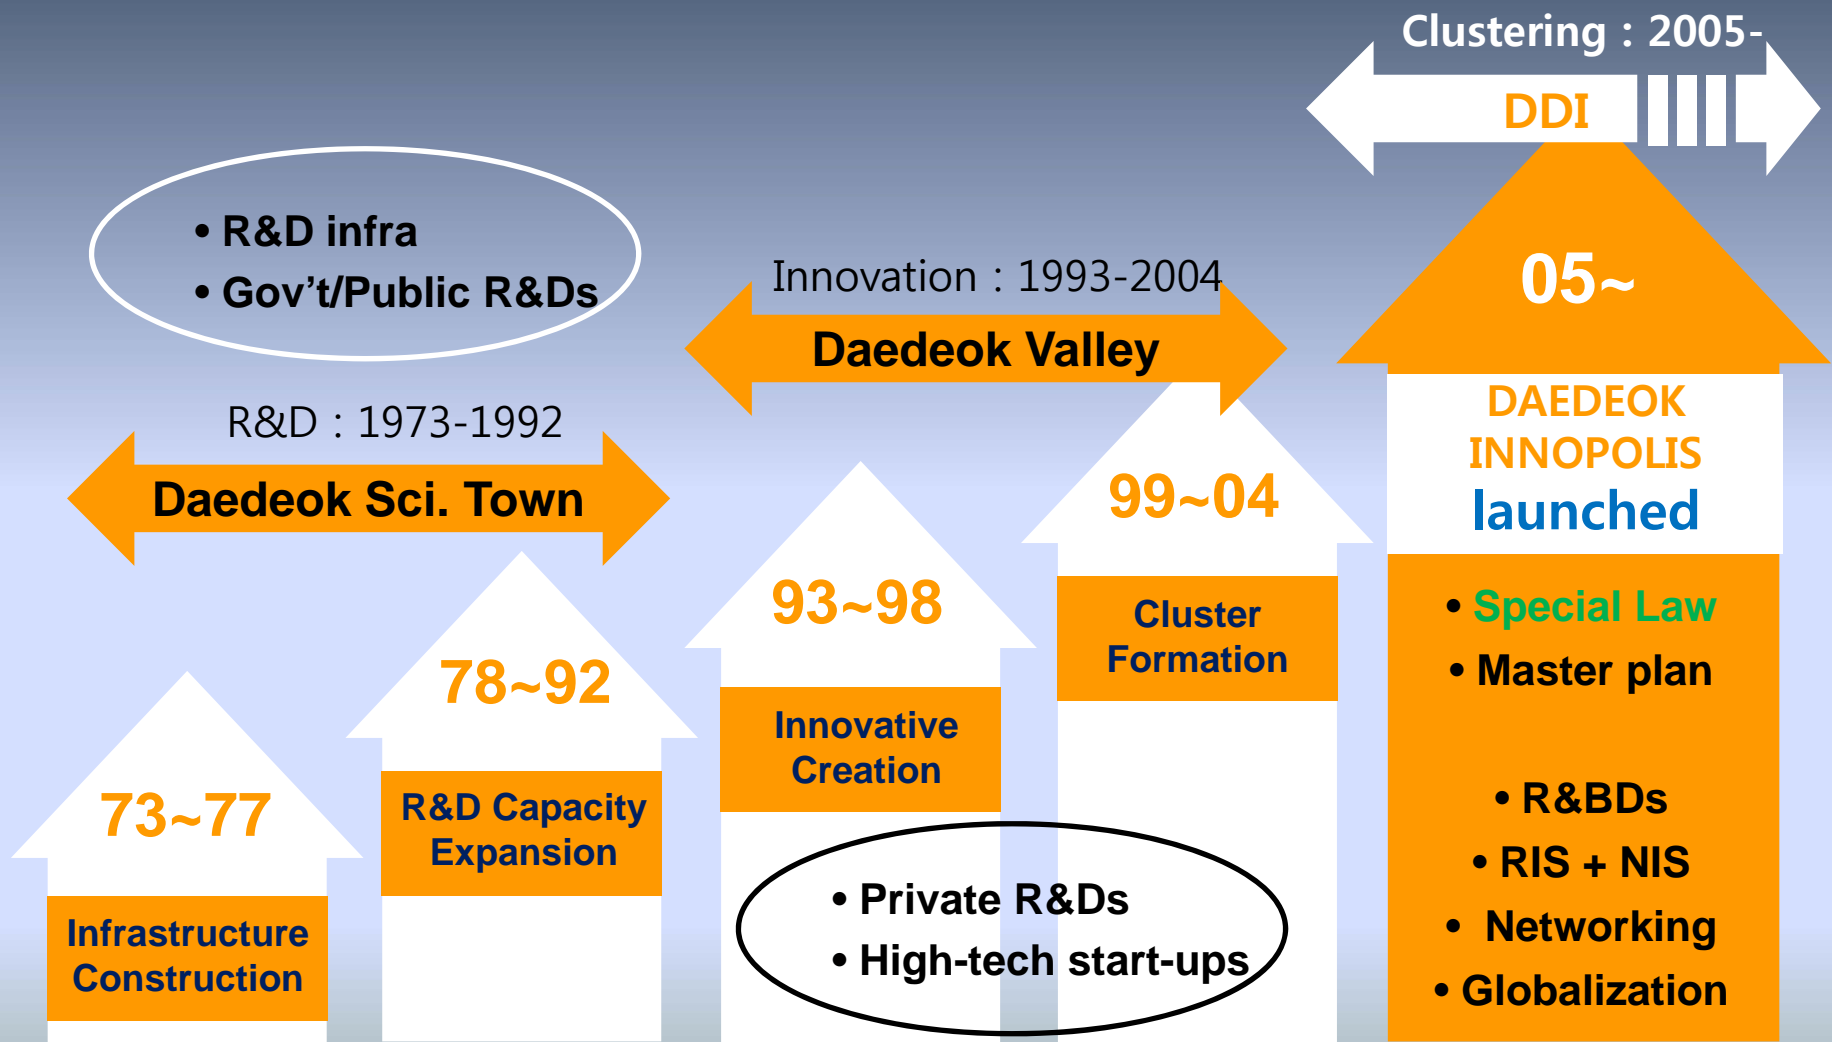 Clustering : 2005-
DDI
• R&D infra
• Gov't/Public R&Ds
Innovation : 1993-2004
Daedeok Valley
R&D : 1973-1992
Daedeok Sci. Town
73~77
Infrastructure
Construction
78~92
R&D Capacity
Expansion
93~98
Innovative
Creation
99~04
Cluster
Formation
• Private R&Ds
• High-tech start-ups
05~
DAEDEOK
INNOPOLIS
launched
• Special Law
• Master plan
• R&BDs
• RIS + NIS
• Networking
• Globalization